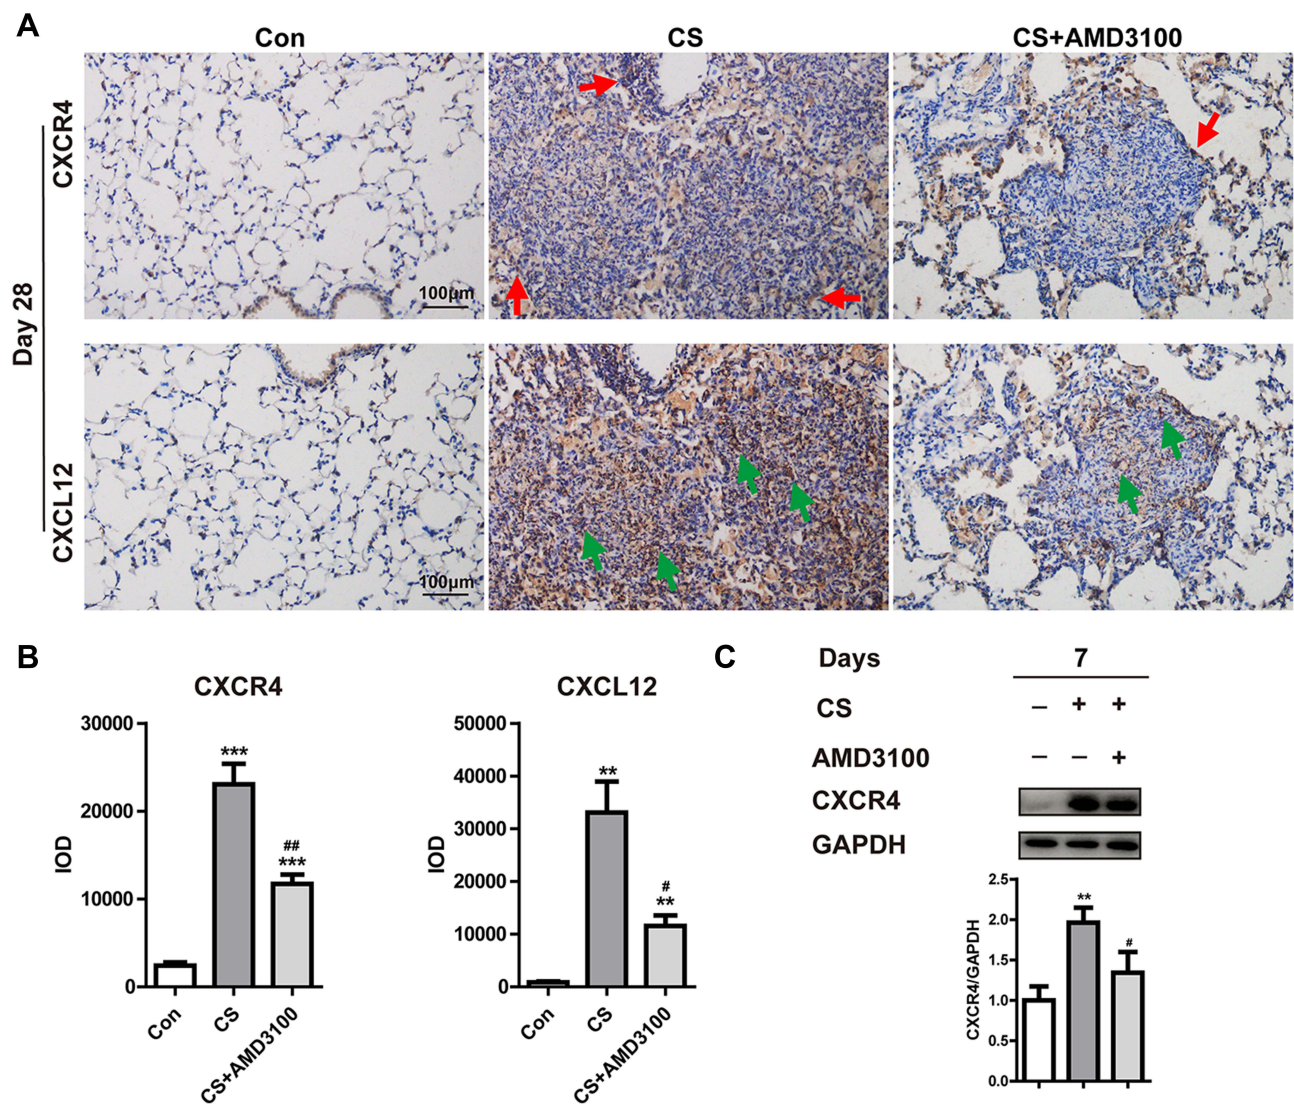 A
Con CS CS+AMD3100
Day 28
CXCR4
100μm
CXCL12
100μm
B
CXCR4
IOD
30000
20000
10000
0
***
##
***
Con CS CS+AMD3100
CXCL12
IOD
50000
40000
30000
20000
10000
0
**
#
**
Con CS CS+AMD3100
C
Days 7
CS – + +
AMD3100 – – +
CXCR4
GAPDH
CXCR4/GAPDH
2.5
2.0
1.5
1.0
0.5
0.0
**
#